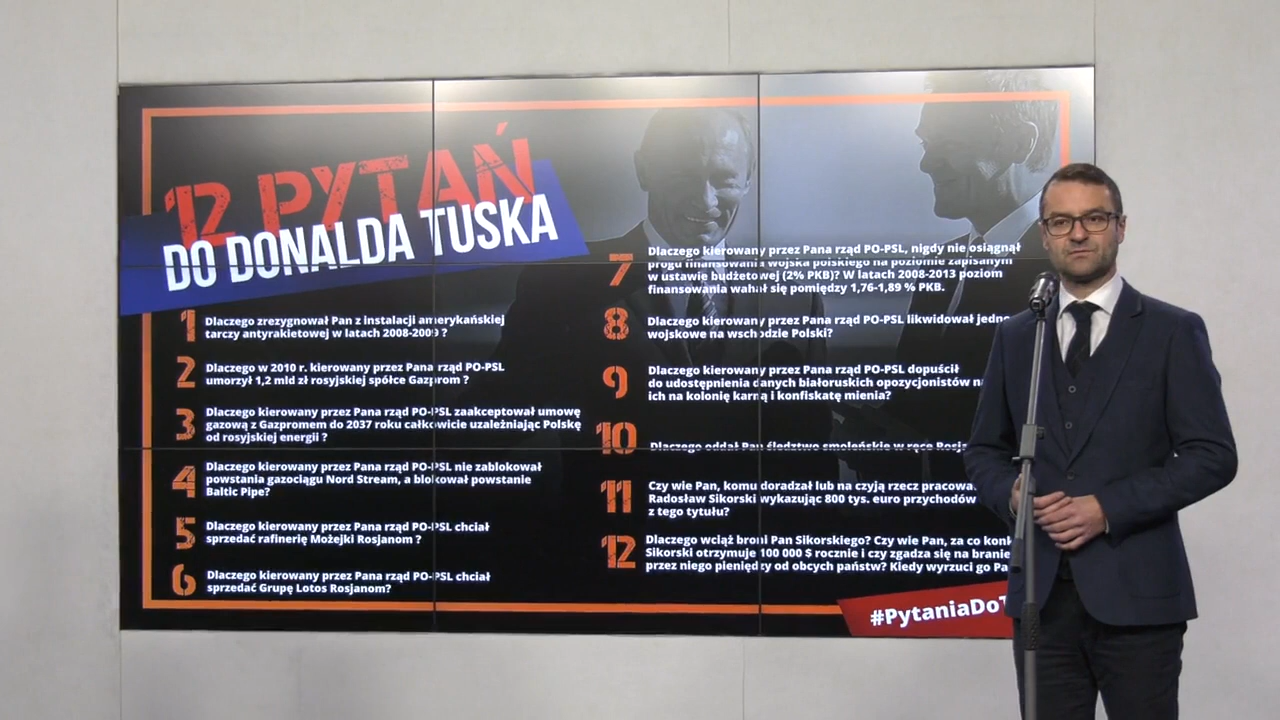 12 PYTAŃ
DO DONALDA TUSKA
1 Dlaczego zrezygnował Pan z instalacji amerykańskiej
tarczy antyrakietowej w latach 2008-2009 ?
2 Dlaczego w 2010 r. kierowany przez Pana rząd PO-PSL
umorzył 1,2 mld zł rosyjskiej spółce Gazprom ?
3 Dlaczego kierowany przez Pana rząd PO-PSL zaakceptował umowę
gazową z Gazpromem do 2037 roku całkowicie uzależniając Polskę
od rosyjskiej energii ?
4 Dlaczego kierowany przez Pana rząd PO-PSL nie zablokował
powstania gazociągu Nord Stream, a blokował powstanie
Baltic Pipe?
5 Dlaczego kierowany przez Pana rząd PO-PSL chciał
sprzedać rafinerię Możejki Rosjanom ?
6 Dlaczego kierowany przez Pana rząd PO-PSL chciał
sprzedać Grupę Lotos Rosjanom?
7 Dlaczego kierowany przez Pana rząd PO-PSL, nigdy nie osiągnął
progu finansowania wojska polskiego na poziomie zapisanym
w ustawie budżetowej (2% PKB)? W latach 2008-2013 poziom
finansowania wahał się pomiędzy 1,76-1,89 % PKB.
8 Dlaczego kierowany przez Pana rząd PO-PSL likwidował jedno
wojskowe na wschodzie Polski?
9 Dlaczego kierowany przez Pana rząd PO-PSL dopuścił
do udostępnienia danych białoruskich opozycjonistów
ich na kolonię karną i konfiskatę mienia?
10 Dlaczego oddał Pan śledztwo smoleńskie w ręce Rosj
11 Czy wie Pan, komu doradzał lub na czyją rzecz pracowa
Radosław Sikorski wykazując 800 tys. euro przychodów
z tego tytułu?
12 Dlaczego wciąż broni Pan Sikorskiego? Czy wie Pan, za co konk
Sikorski otrzymuje 100 000 $ rocznie i czy zgadza się na branie
przez niego pieniędzy od obcych państw? Kiedy wyrzuci go Pa
#PytaniaDoT